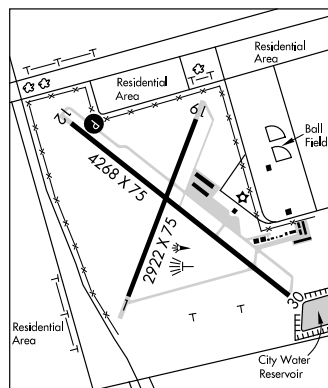 T T T
T
Residential
Area
Residential
Area
12
P
19
Ball
Field
4268 X 75
2922 X 75
1
30
T T
Residential
Area
City Water
Reservoir